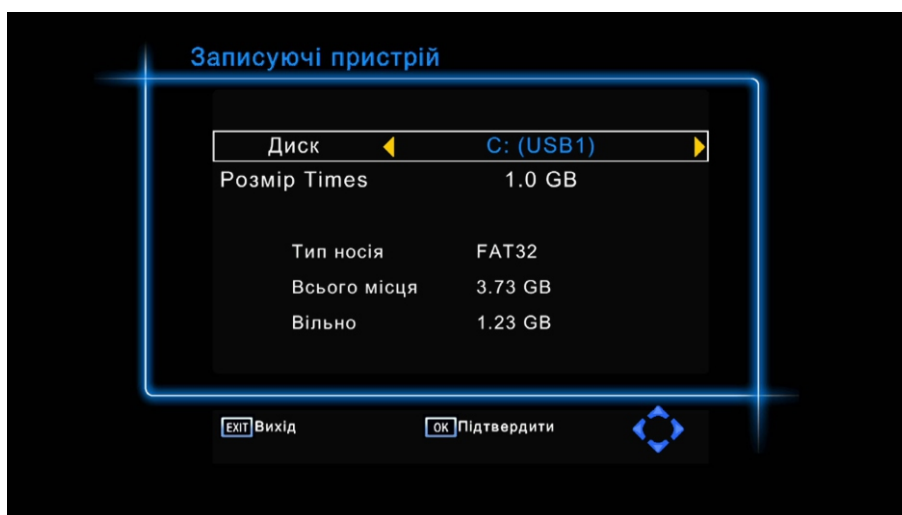 Записуючі пристрій
Диск C: (USB1)
Розмір Times 1.0 GB
Тип носія FAT32
Всього місця 3.73 GB
Вільно 1.23 GB
EXIT Вихід OK Підтвердити